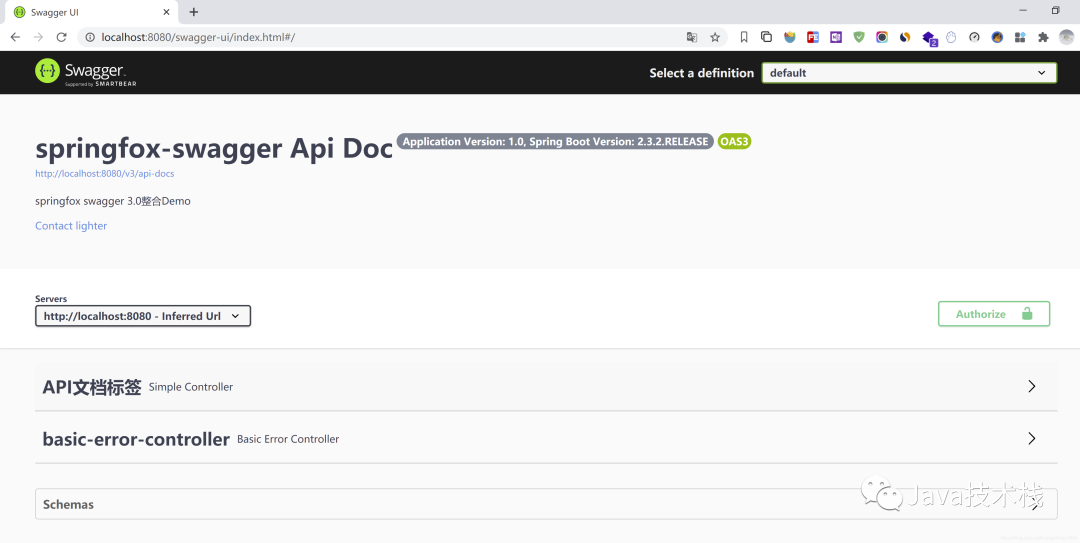 Swagger UI
localhost:8080/swagger-ui/index.html#/
2
Swagger
Supported by SMARTBEAR
Select a definition
default
springfox-swagger Api Doc
Application Version: 1.0, Spring Boot Version: 2.3.2.RELEASE
OAS3
http://localhost:8080/v3/api-docs
springfox swagger 3.0整合Demo
Contact lighter
Servers
http://localhost:8080 - Inferred Url
Authorize
API文档标签 Simple Controller
basic-error-controller Basic Error Controller
Schemas
Java技术栈